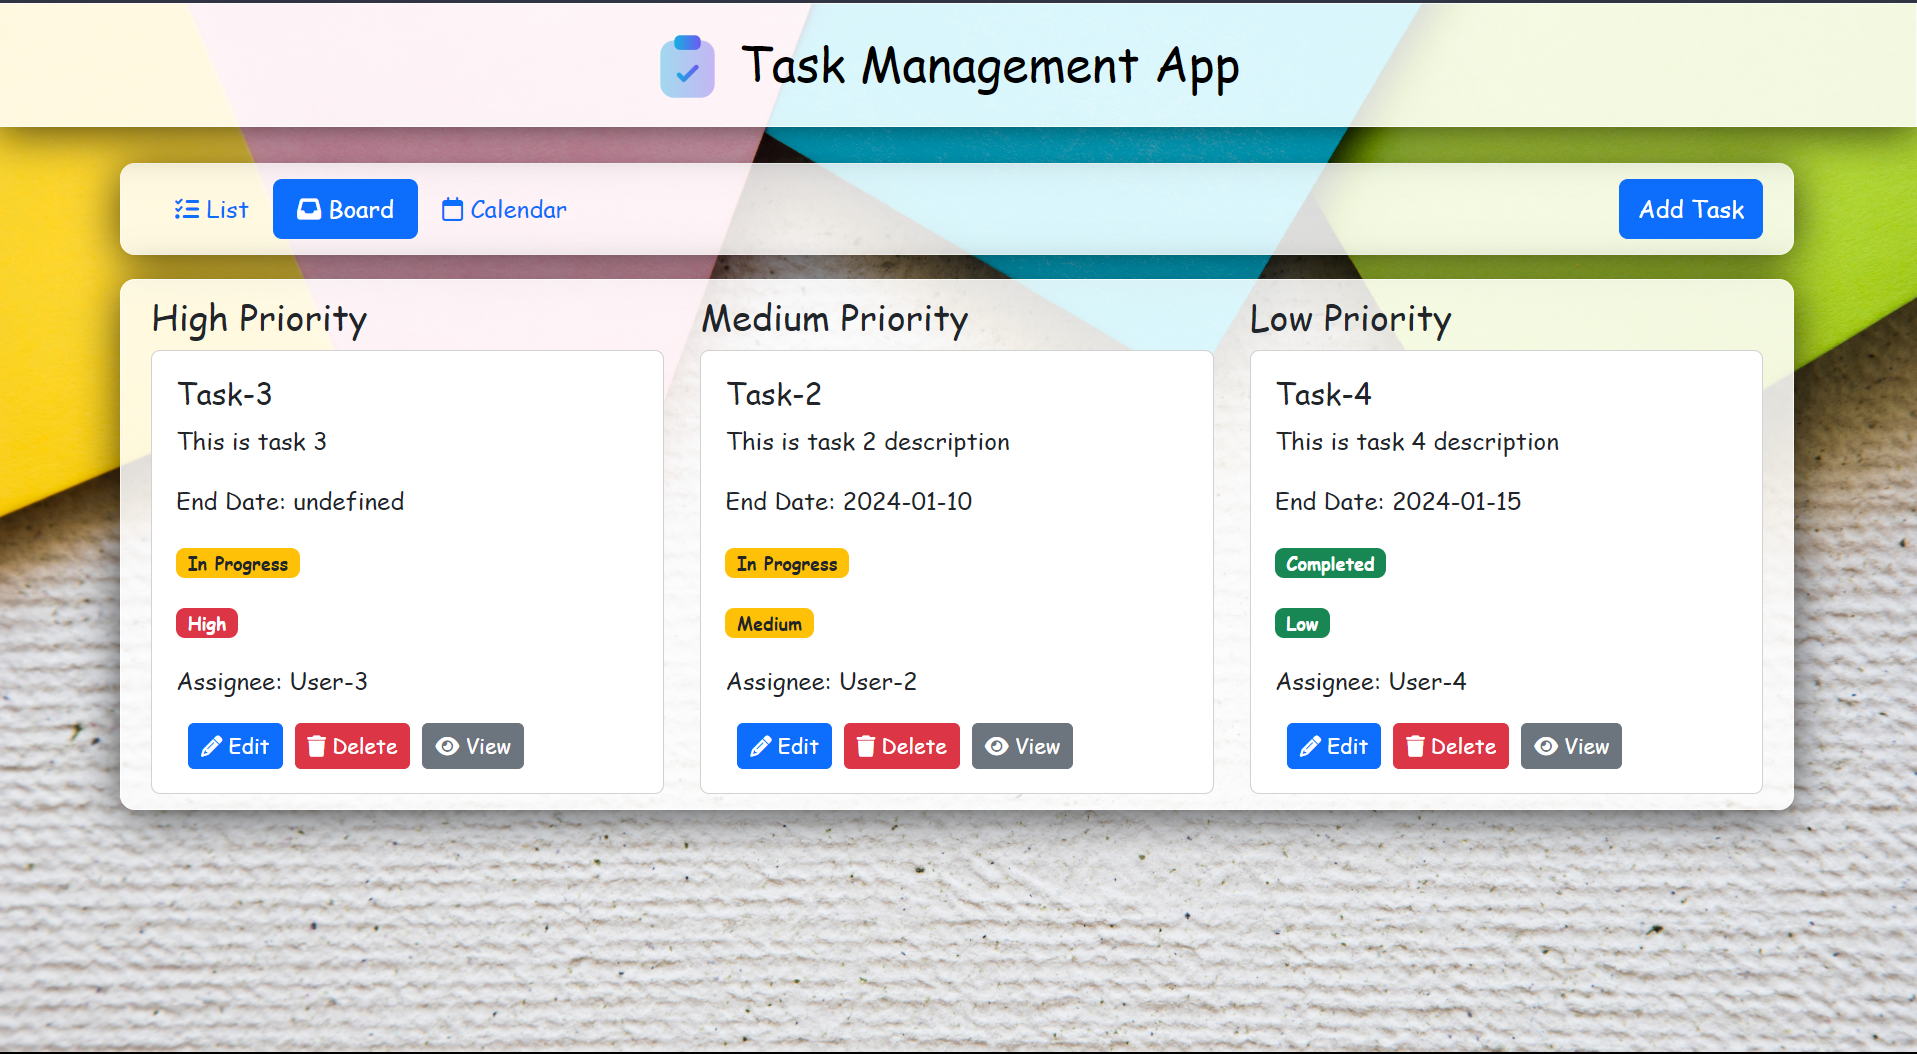 Task Management App
List Board Calendar Add Task
High Priority
Task-3
This is task 3
End Date: undefined
In Progress
High
Assignee: User-3
Edit Delete View
Medium Priority
Task-2
This is task 2 description
End Date: 2024-01-10
In Progress
Medium
Assignee: User-2
Edit Delete View
Low Priority
Task-4
This is task 4 description
End Date: 2024-01-15
Completed
Low
Assignee: User-4
Edit Delete View